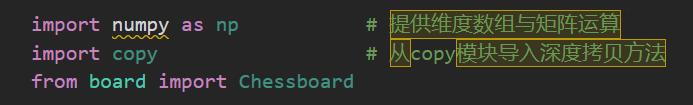 import numpy as np # 提供维度数组与矩阵运算
import copy # 从copy模块导入深度拷贝方法
from board import Chessboard